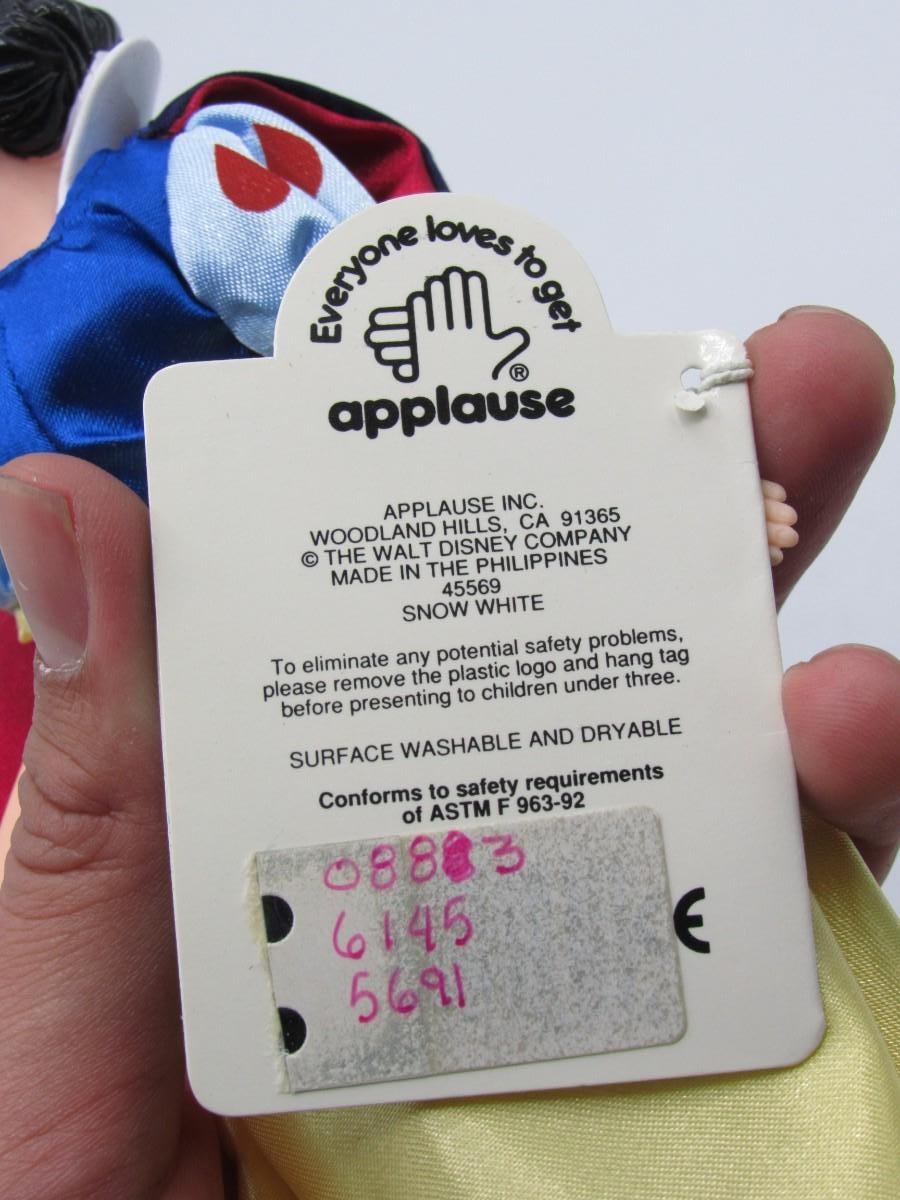 Everyone loves to get
®
applause
APPLAUSE INC.
WOODLAND HILLS, CA 91365
© THE WALT DISNEY COMPANY
MADE IN THE PHILIPPINES
45569
SNOW WHITE
To eliminate any potential safety problems,
please remove the plastic logo and hang tag
before presenting to children under three.
SURFACE WASHABLE AND DRYABLE
Conforms to safety requirements
of ASTM F 963-92
CE
6145
5691